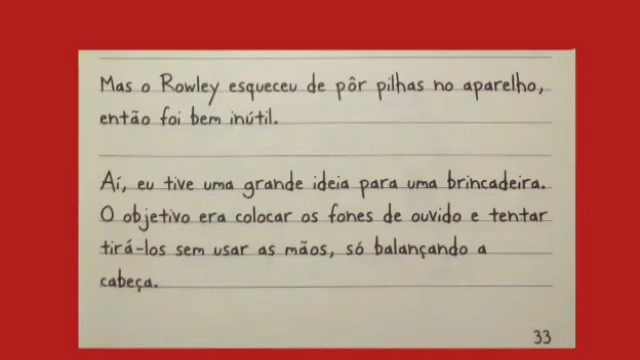 Mas o Rowley esqueceu de pôr pilhas no aparelho,
então foi bem inútil.
Aí, eu tive uma grande ideia para uma brincadeira.
O objetivo era colocar os fones de ouvido e tentar
tirá-los sem usar as mãos, só balançando a
cabeça.
33